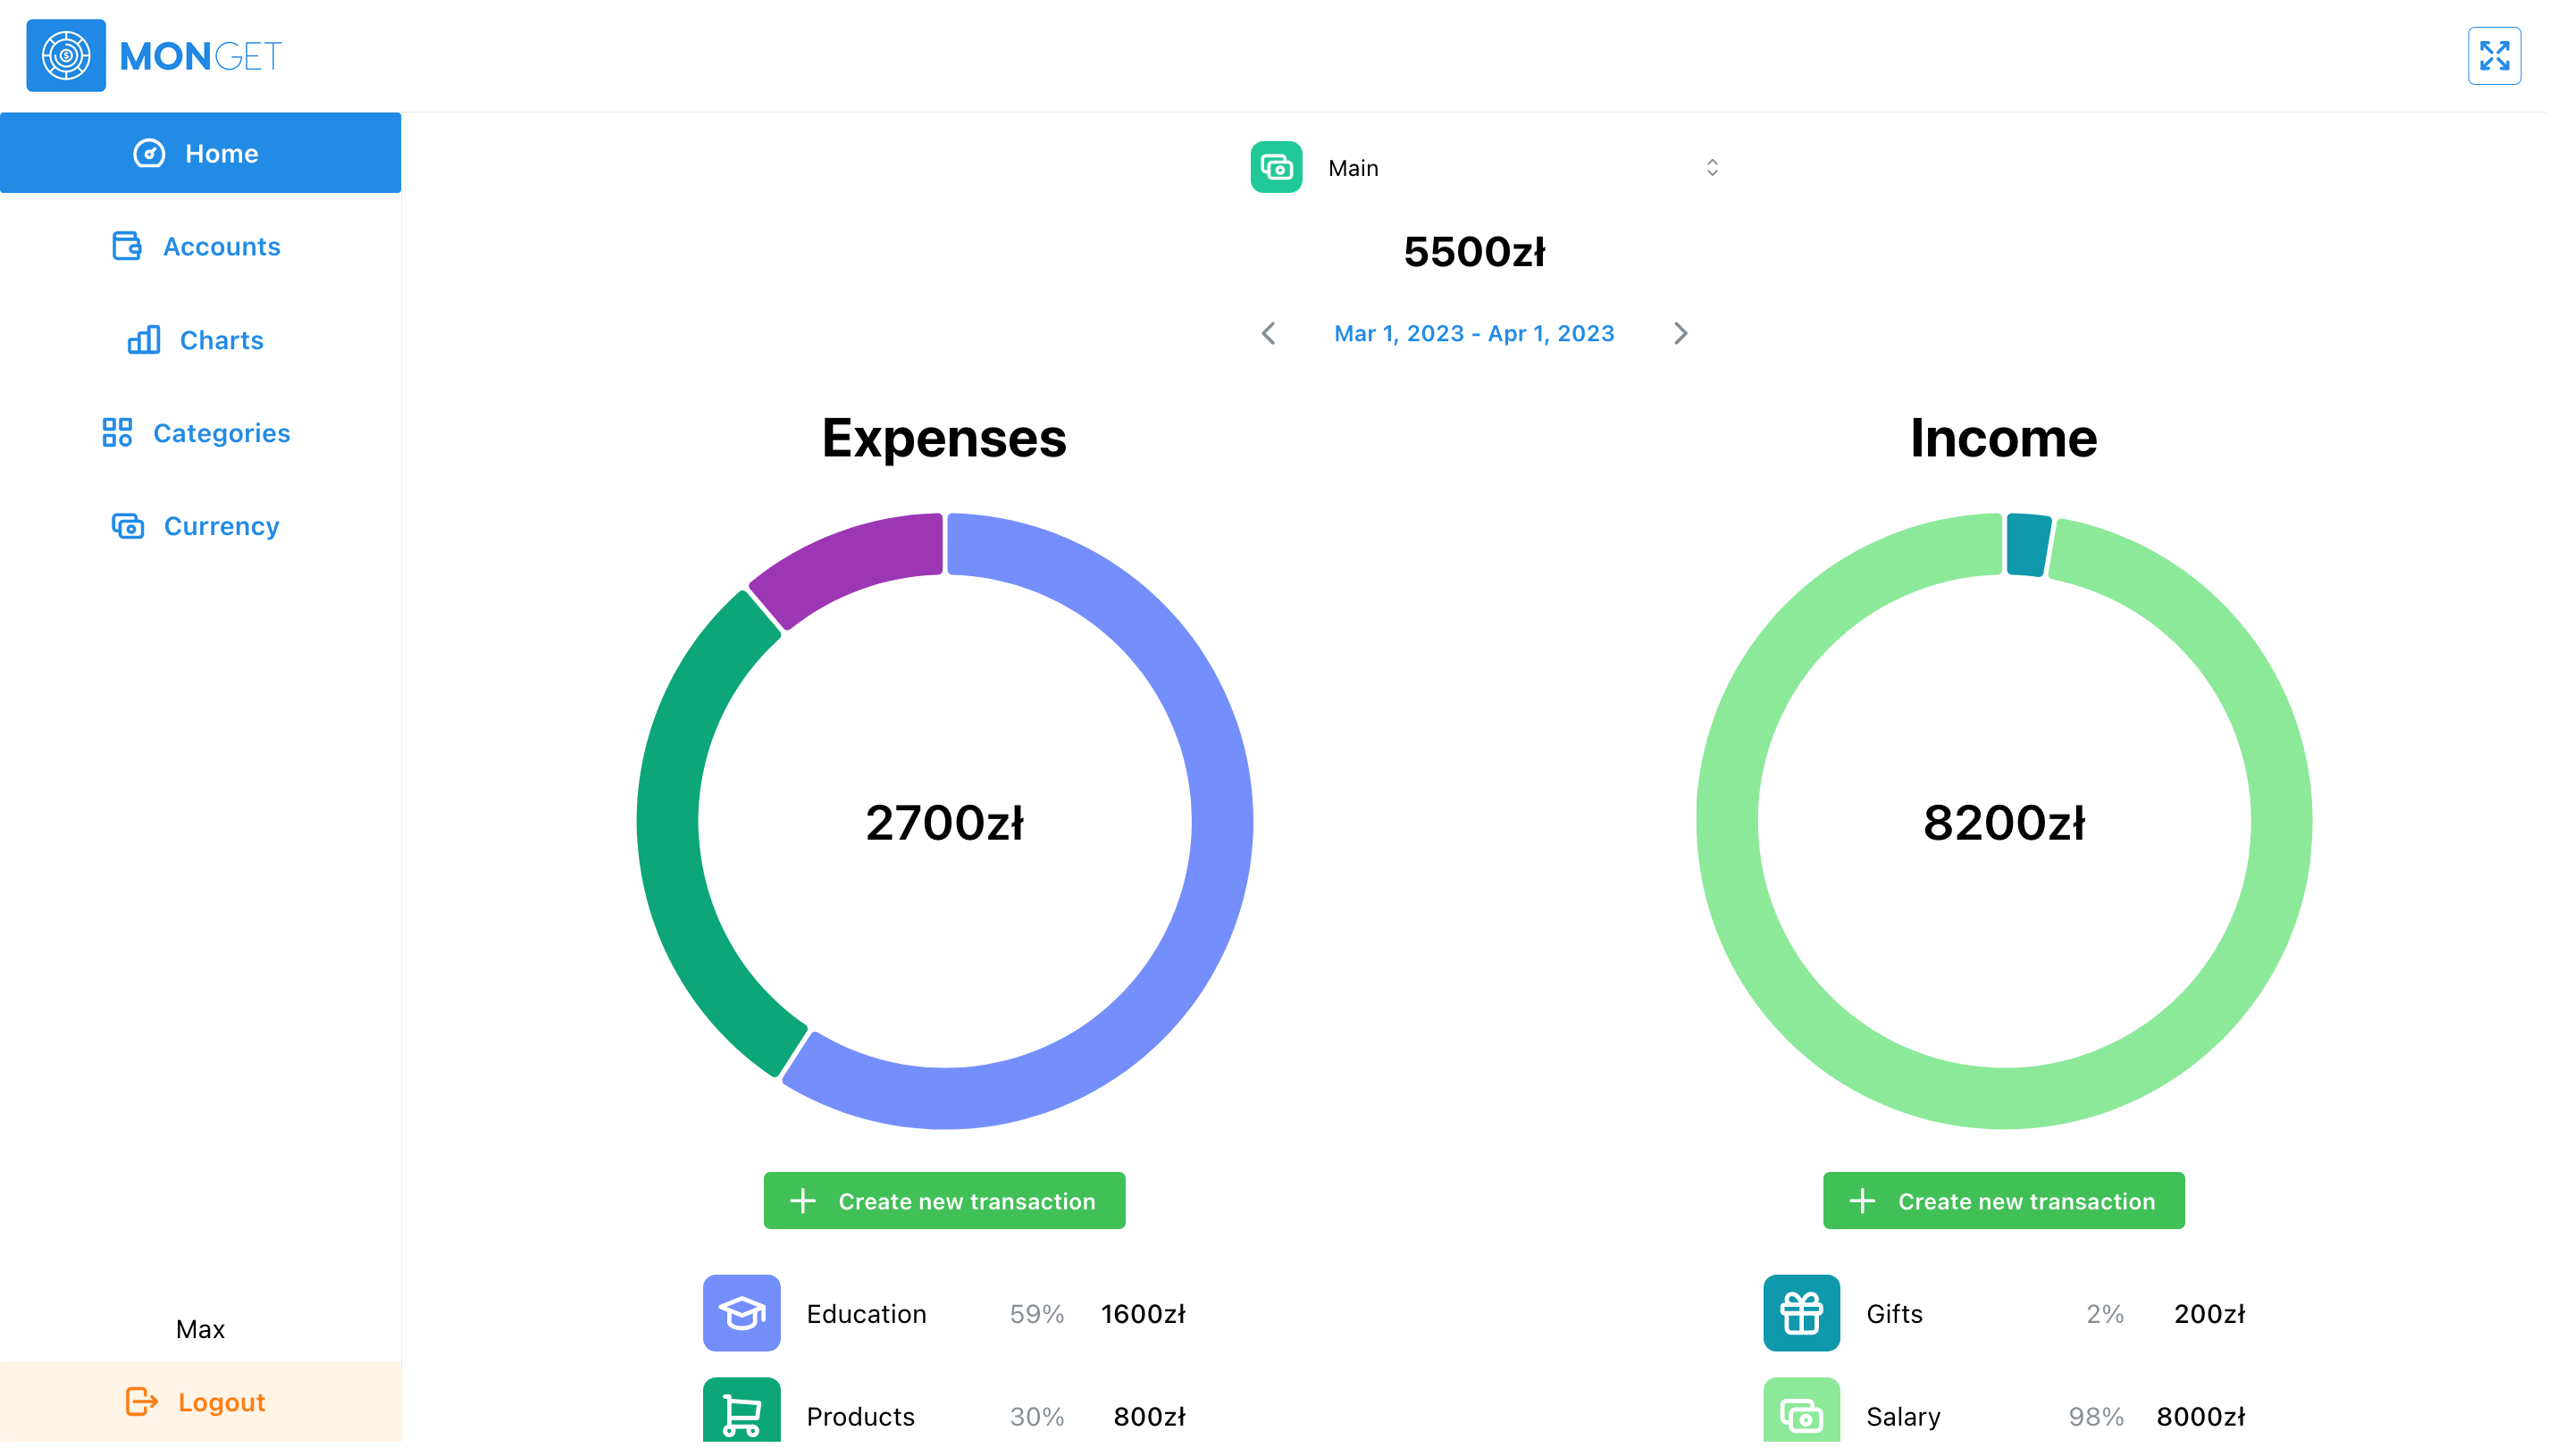 MONGET
Home
Accounts
Charts
Categories
Currency
Max
Logout
Main
5500zł
Mar 1, 2023 - Apr 1, 2023
Expenses
2700zł
Create new transaction
Education 59% 1600zł
Products 30% 800zł
Income
8200zł
Create new transaction
Gifts 2% 200zł
Salary 98% 8000zł